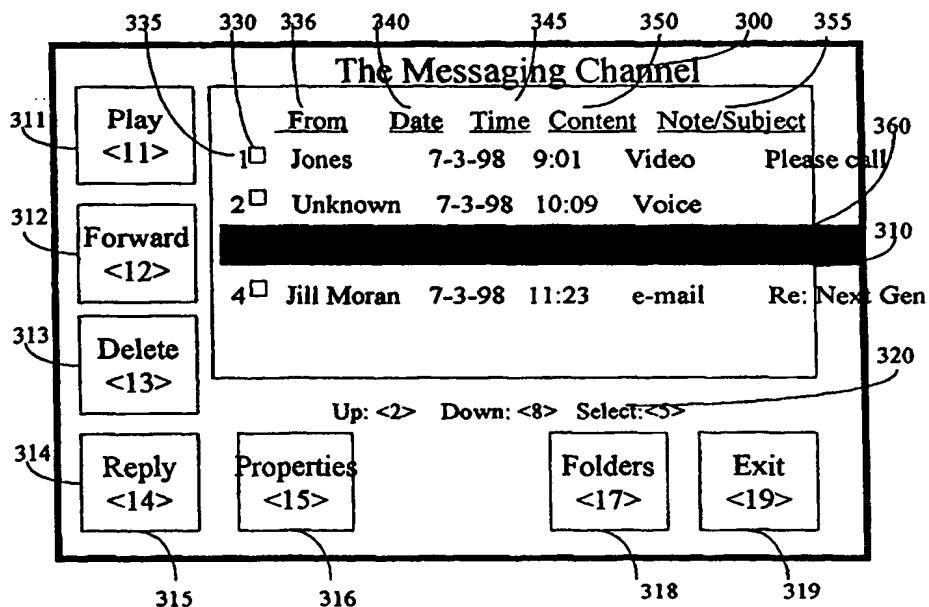 335 330 336 340 345 350 300 355
The Messaging Channel
311 Play <11>
From Date Time Content Note/Subject
360
1 Jones 7-3-98 9:01 Video Please call
2 Unknown 7-3-98 10:09 Voice
312 Forward <12>
310
4 Jill Moran 7-3-98 11:23 e-mail Re: Next Gen
313 Delete <13>
320
Up: <2> Down: <8> Select:<5>
314 Reply <14>
Properties <15>
Folders <17>
Exit <19>
315 316 318 319